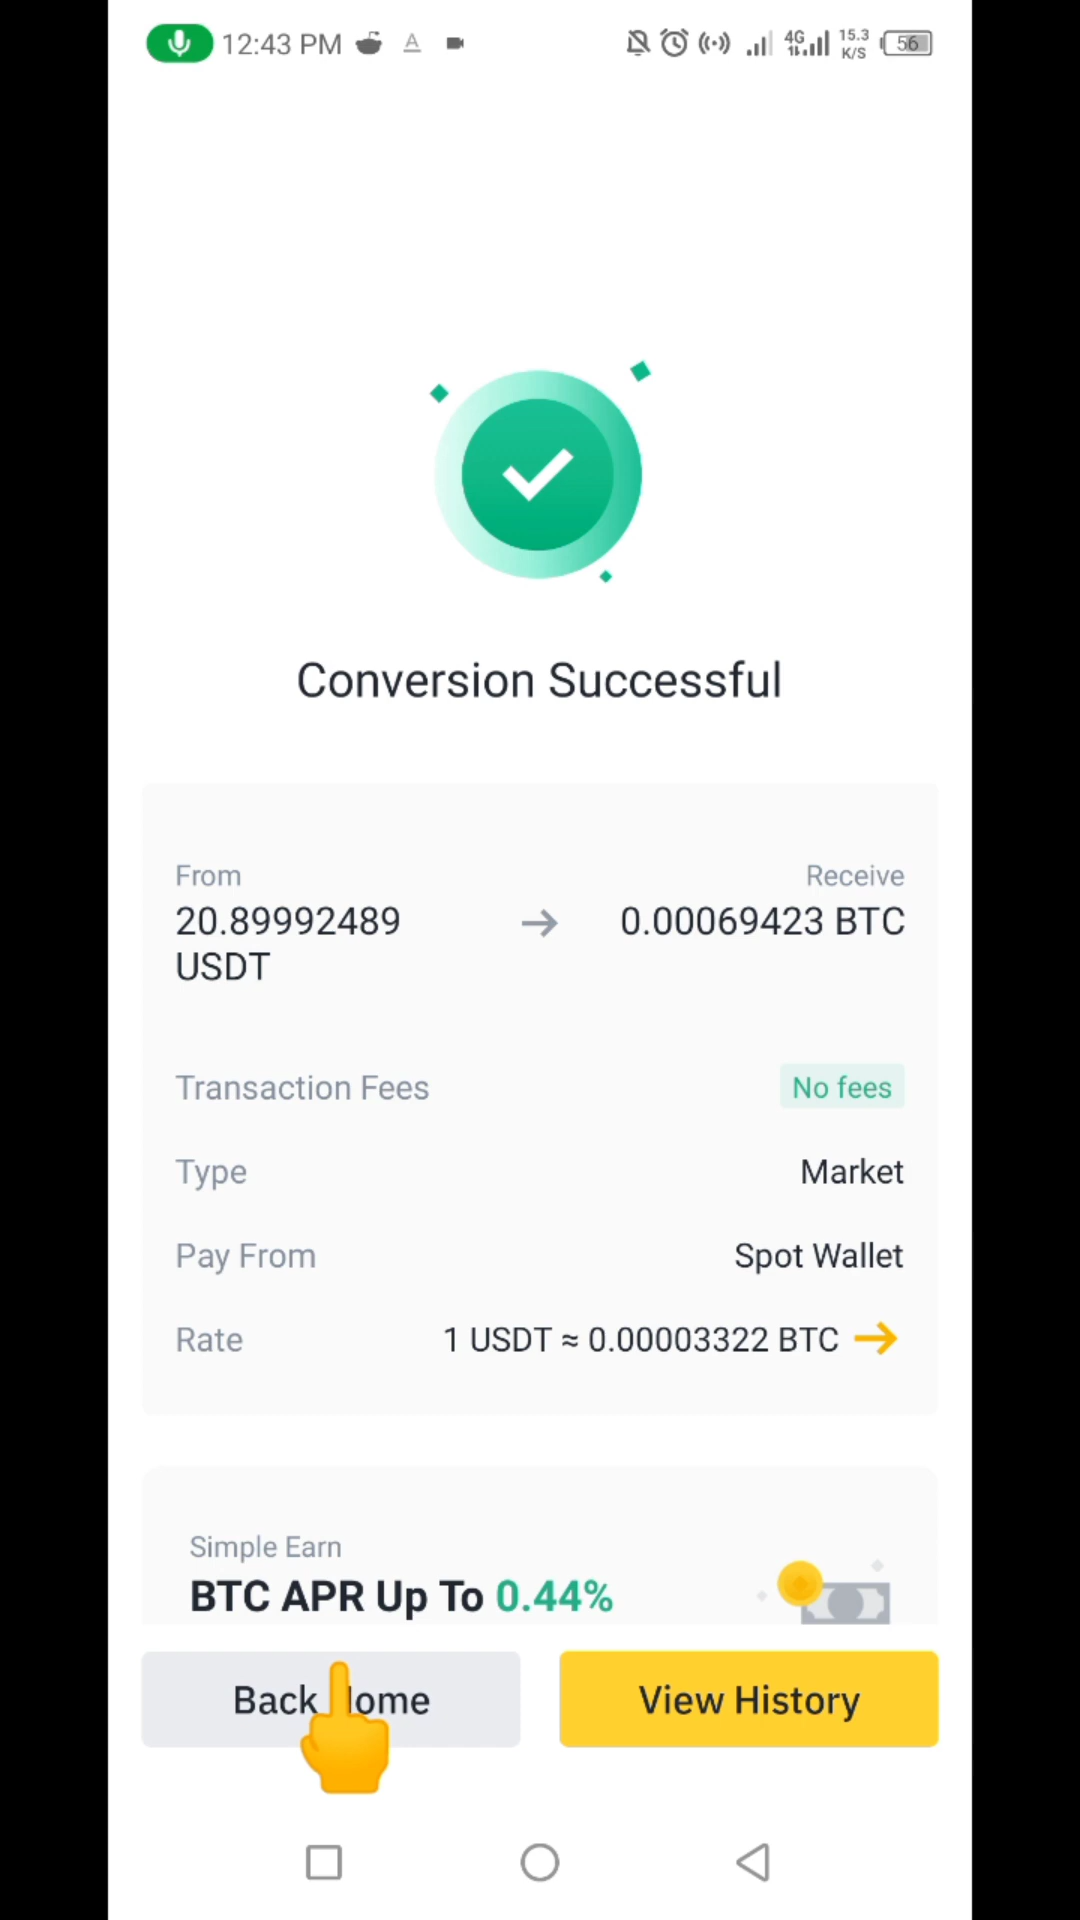 12:43 PM A 4G 15.3 K/S 56
Conversion Successful
From Receive
20.89992489 USDT → 0.00069423 BTC
Transaction Fees No fees
Type Market
Pay From Spot Wallet
Rate 1 USDT ≈ 0.00003322 BTC →
Simple Earn
BTC APR Up To 0.44%
Back Home View History